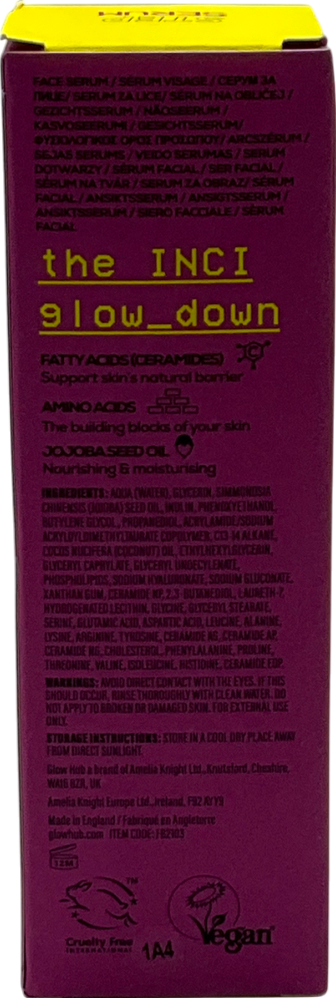 SERUM
FACE SERUM / SÉRUM VISAGE / СЕРУМ ЗА
ЛИЦЕ / SERUM ZA LICE / SÉRUM NA OBLIČEJ /
GEZICHTSSERUM / NÄOSEERUM /
KASVOSEERUMI / GESICHTSSERUM /
ΦΥΣΙΟΛΟΓΙΚΟΣ ΟΡΟΣ ΠΡΟΣΩΠΟΥ / ARCSZÉRUM /
SEJAS SERUMS / VEIDO SERUMAS / SERUM
DO TWARZY / SÉRUM FACIAL / SER FACIAL /
SÉRUM NA TVÁR / SERUM ZA OBRAZ / SÉRUM
FACIAL / ANSIKTSSERUM / ANSIGTSSERUM /
ANSIKTSSERUM / SIERO FACCIALE / SÉRUM
FACIAL
the INCI
glow_down
FATTY ACIDS (CERAMIDES)
Support skin's natural barrier
AMINO ACIDS
The building blocks of your skin
JOJOBA SEED OIL
Nourishing & moisturising
INGREDIENTS: AQUA (WATER), GLYCERIN, SIMMONDSIA
CHINENSIS (JOJOBA) SEED OIL, INULIN, PHENOXYETHANOL,
BUTYLENE GLYCOL, PROPANEDIOL, ACRYLAMIDE/SODIUM
ACRYLOYLDIMETHYLTAURATE COPOLYMER, C13-14 ALKANE,
COCOS NUCIFERA (COCONUT) OIL, ETHYLHEXYLGLYCERIN,
GLYCERYL CAPRYLATE, GLYCERYL UNDECYLENATE,
PHOSPHOLIPIDS, SODIUM HYALURONATE, SODIUM GLUCONATE,
XANTHAN GUM, CERAMIDE NP, 2,3-BUTANEDIOL, LAURETH-7,
HYDROGENATED LECITHIN, GLYCINE, GLYCERYL STEARATE,
SERINE, GLUTAMIC ACID, ASPARTIC ACID, LEUCINE, ALANINE,
LYSINE, ARGININE, TYROSINE, CERAMIDE NS, CERAMIDE AP,
CERAMIDE NG, CHOLESTEROL, PHENYLALANINE, PROLINE,
THREONINE, VALINE, ISOLEUCINE, HISTIDINE, CERAMIDE EOP.
WARNINGS: AVOID DIRECT CONTACT WITH THE EYES. IF THIS
SHOULD OCCUR, RINSE THOROUGHLY WITH CLEAN WATER. DO
NOT APPLY TO BROKEN OR DAMAGED SKIN. FOR EXTERNAL USE
ONLY.
STORAGE INSTRUCTIONS: STORE IN A COOL DRY PLACE AWAY
FROM DIRECT SUNLIGHT.
Glow Hub a brand of Amelia Knight Ltd., Knutsford, Cheshire,
WA16 8ZR, UK
Amelia Knight Europe Ltd., Ireland, F92 AVY9
Made in England / Fabriqué en Angleterre
glowhub.com ITEM CODE: FB2103
12M
TM
Cruelty Free
INTERNATIONAL
1A4
Vegan